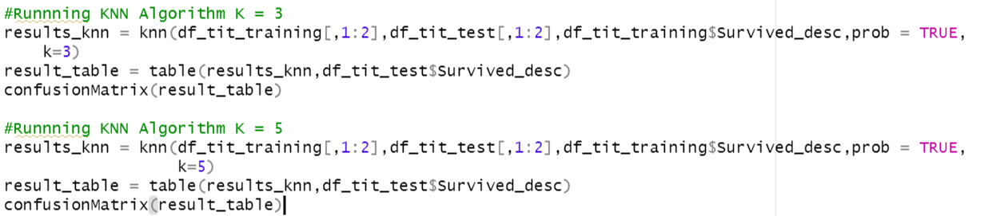 #Runnning KNN Algorithm K = 3
results_knn = knn(df_tit_training[,1:2],df_tit_test[,1:2],df_tit_training$Survived_desc,prob = TRUE,
k=3)
result_table = table(results_knn,df_tit_test$Survived_desc)
confusionMatrix(result_table)
#Runnning KNN Algorithm K = 5
results_knn = knn(df_tit_training[,1:2],df_tit_test[,1:2],df_tit_training$Survived_desc,prob = TRUE,
k=5)
result_table = table(results_knn,df_tit_test$Survived_desc)
confusionMatrix(result_table)